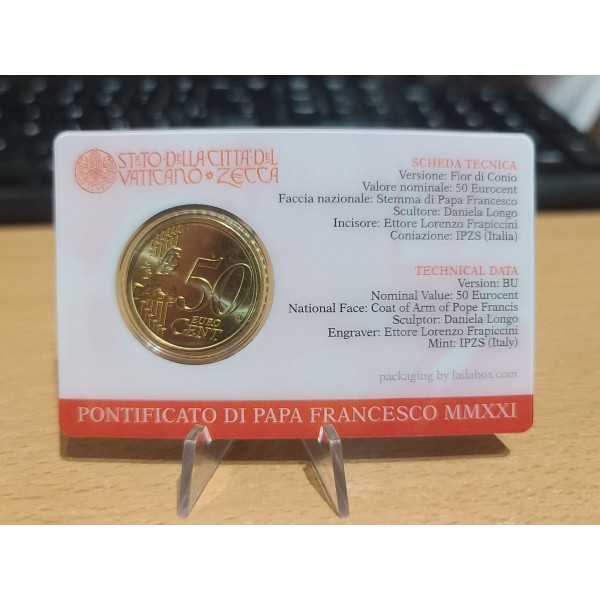 STATO·DELLA CITTÀ DEL
VATICANO ZECCA
SCHEDA TECNICA
Versione: Fior di Conio
Valore nominale: 50 Eurocent
Faccia nazionale: Stemma di Papa Francesco
Scultore: Daniela Longo
Incisore: Ettore Lorenzo Frapiccini
Coniazione: IPZS (Italia)
50
EURO
CENT
TECHNICAL DATA
Version: BU
Nominal Value: 50 Eurocent
National Face: Coat of Arm of Pope Francis
Sculptor: Daniela Longo
Engraver: Ettore Lorenzo Frapiccini
Mint: IPZS (Italy)
packaging by ladabox.com
PONTIFICATO DI PAPA FRANCESCO MMXXI